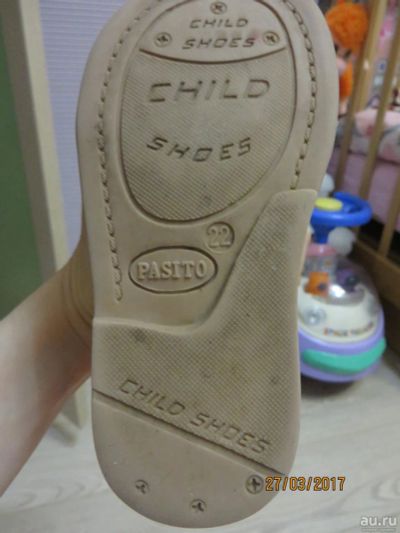 CHILD
SHOES
CHILD
SHOES
22
PASITO
CHILD SHOES
27/03/2017
au.ru